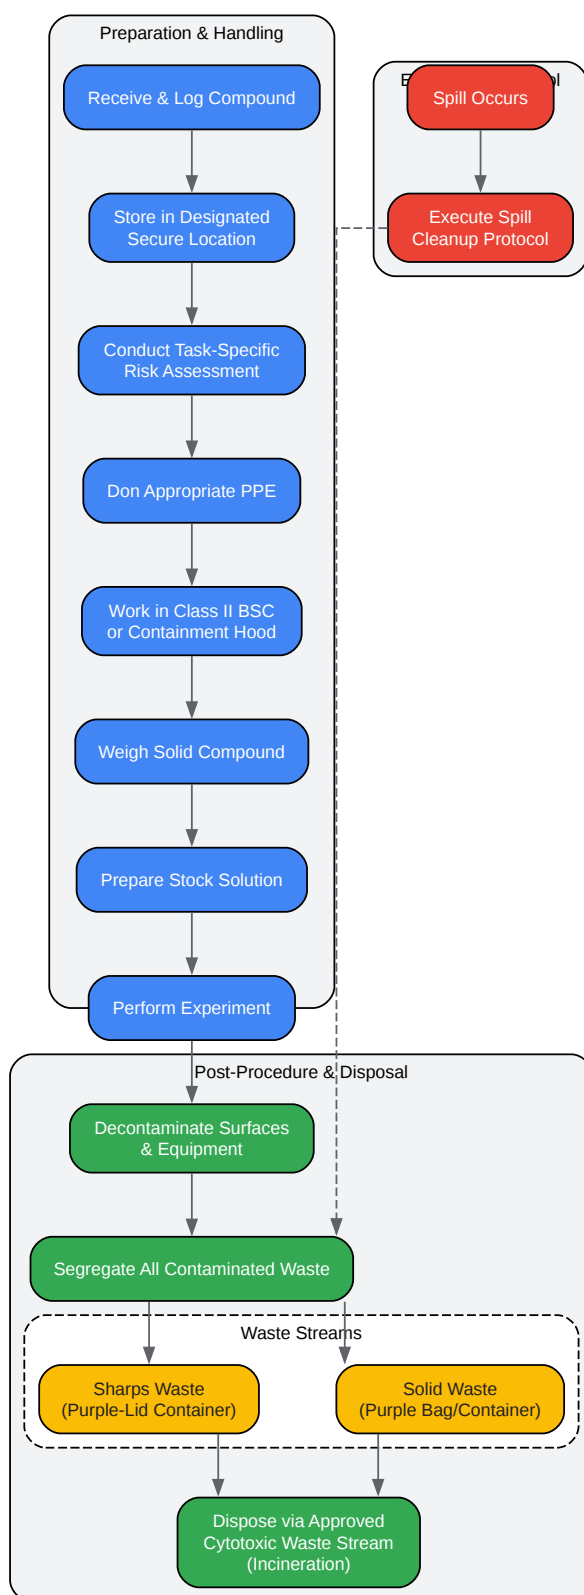 Preparation & Handling
Receive & Log Compound
Store in Designated
Secure Location
Conduct Task-Specific
Risk Assessment
Don Appropriate PPE
Work in Class II BSC
or Containment Hood
Weigh Solid Compound
Prepare Stock Solution
Perform Experiment
Spill Occurs
Execute Spill
Cleanup Protocol
Post-Procedure & Disposal
Decontaminate Surfaces
& Equipment
Segregate All Contaminated Waste
Waste Streams
Sharps Waste
(Purple-Lid Container)
Solid Waste
(Purple Bag/Container)
Dispose via Approved
Cytotoxic Waste Stream
(Incineration)